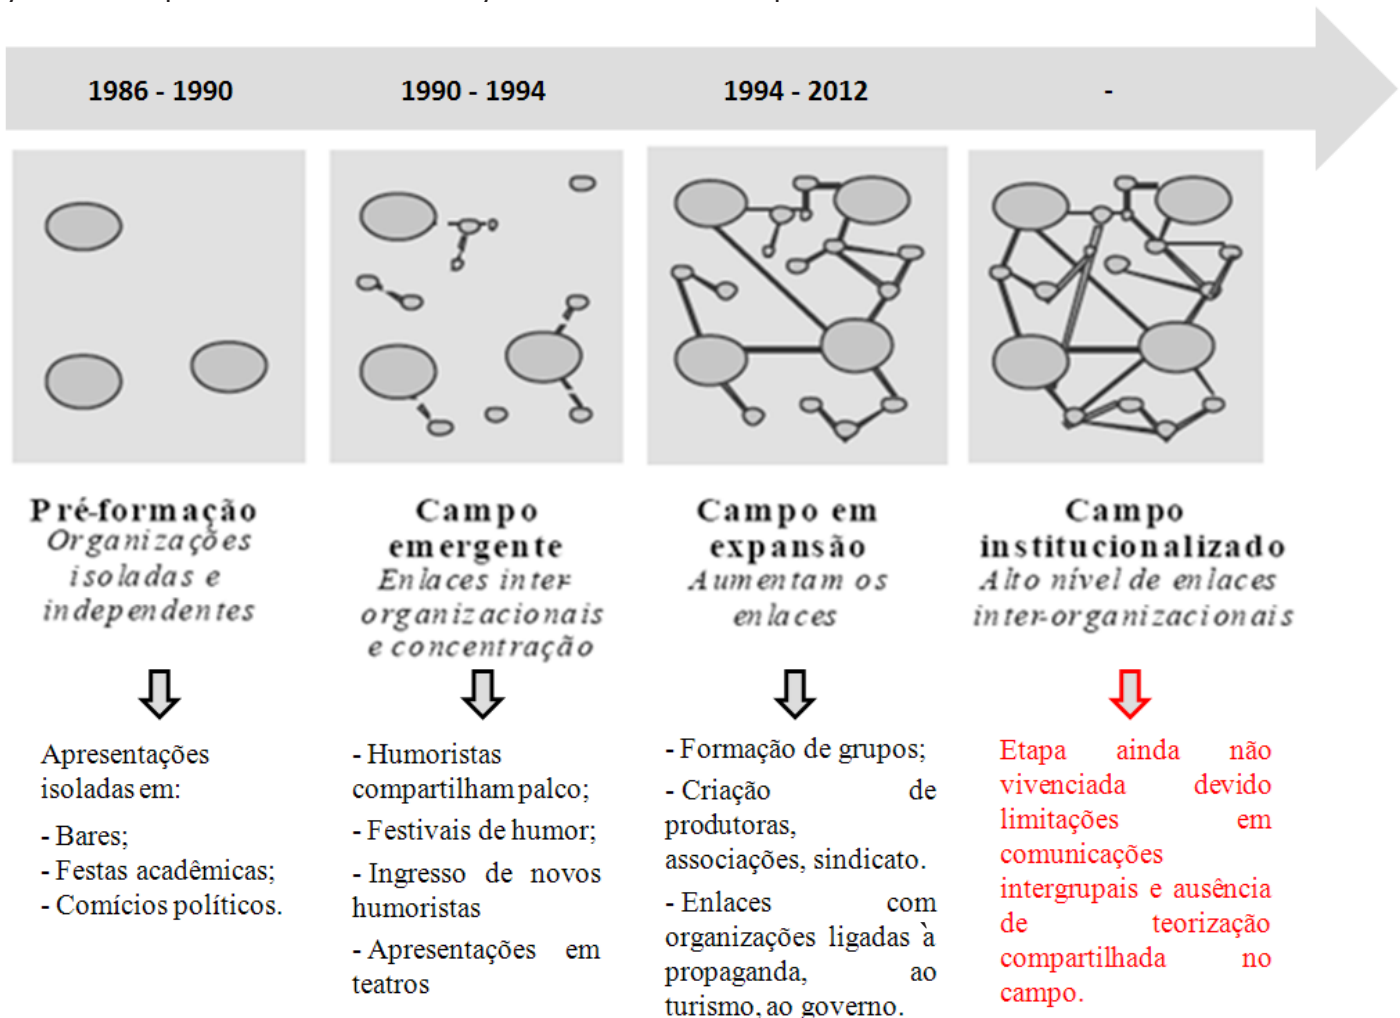 1986 - 1990
1990 - 1994
1994 - 2012
-
Pré-formação
Organizações
isoladas e
independentes
Campo
emergente
Enlaces inter-
organizacionais
e concentração
Campo em
expansão
Aumentam os
enlaces
Campo
institucionalizado
Alto nível de enlaces
inter-organizacionais
Apresentações
isoladas em:
- Bares;
- Festas acadêmicas;
- Comícios políticos.
- Humoristas
compartilham palco;
- Festivais de humor;
- Ingresso de novos
humoristas
- Apresentações em
teatros
- Formação de grupos;
- Criação de
produtoras,
associações, sindicato.
- Enlaces com
organizações ligadas à
propaganda, ao
turismo, ao governo.
Etapa ainda não
vivenciada devido
limitações em
comunicações
intergrupais e ausência
de teorização
compartilhada no
campo.